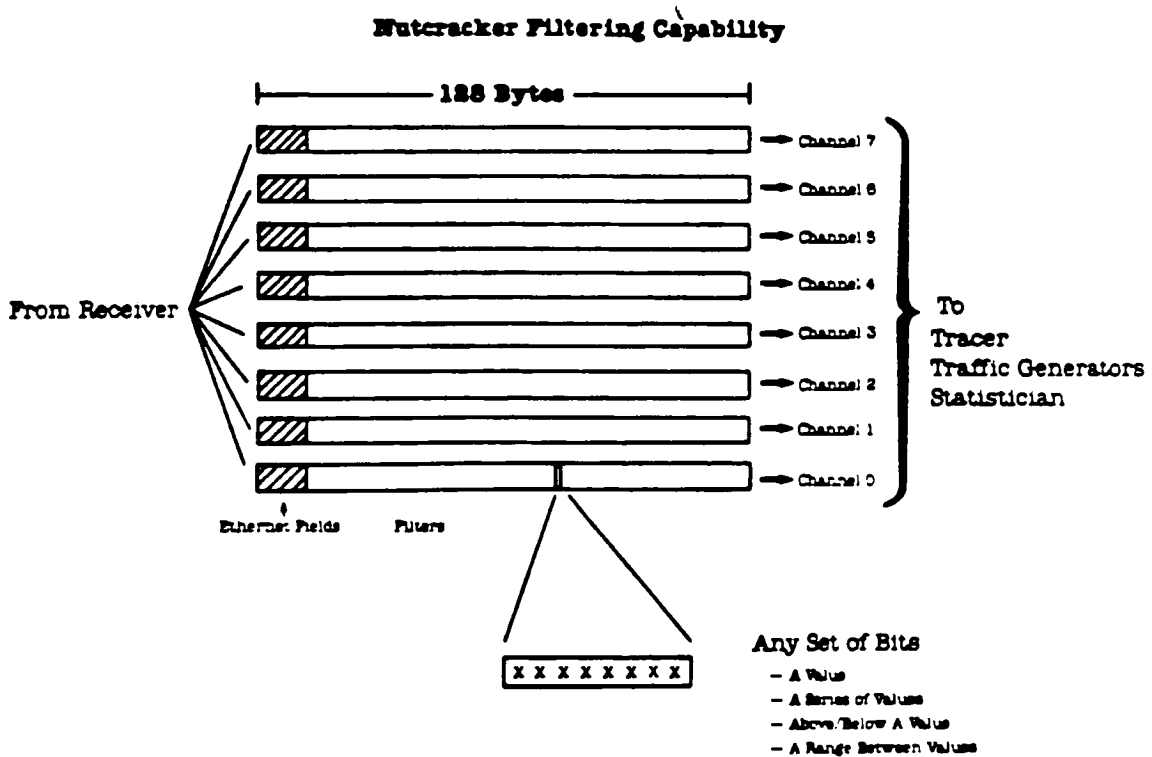 Nutcracker Filtering Capability
128 Bytes
Channel 7
Channel 6
Channel 5
Channel 4
Channel 3
Channel 2
Channel 1
Channel 0
From Receiver
To
Tracer
Traffic Generators
Statistician
Ethernet Fields
Filters
X X X X X X X X
Any Set of Bits
– A Value
– A Series of Values
– Above/Below A Value
– A Range Between Values